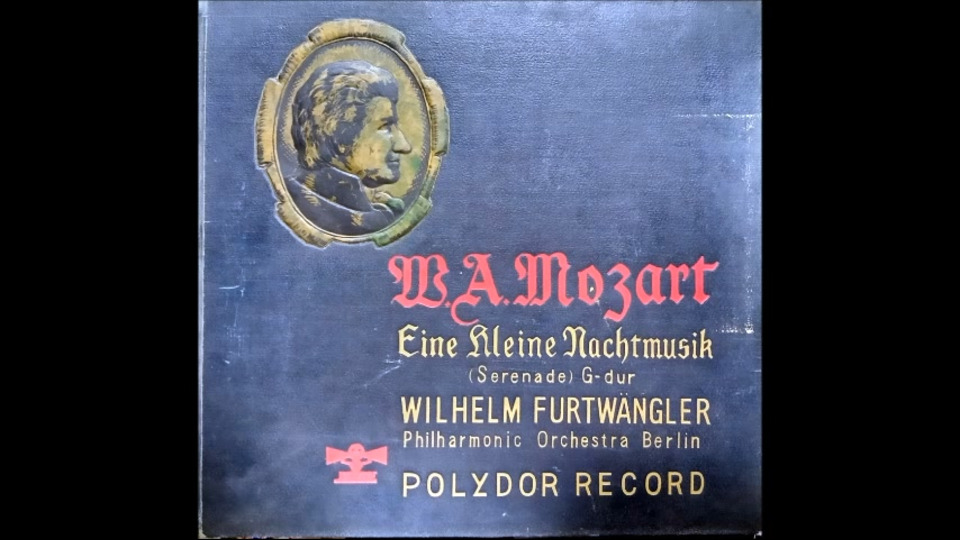 W.A.Mozart
Eine Kleine Nachtmusik
(Serenade) G-dur
WILHELM FURTWÄNGLER
Philharmonic Orchestra Berlin
POLYDOR RECORD